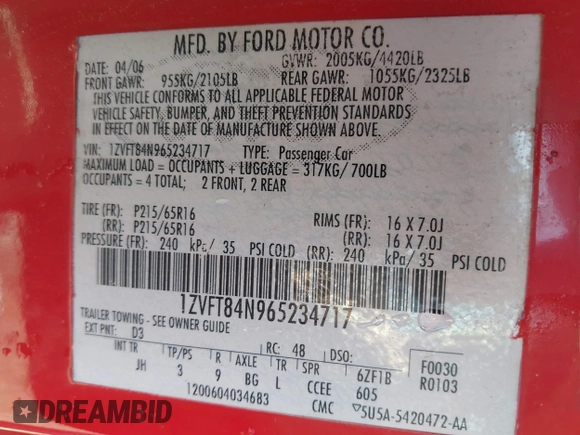 MFD. BY FORD MOTOR CO.
DATE: 04/06 GVWR: 2005KG/4420LB
FRONT GAWR: 955KG/2105LB REAR GAWR: 1055KG/2325LB
THIS VEHICLE CONFORMS TO ALL APPLICABLE FEDERAL MOTOR
VEHICLE SAFETY, BUMPER, AND THEFT PREVENTION STANDARDS
IN EFFECT ON THE DATE OF MANUFACTURE SHOWN ABOVE.
VIN: 1ZVFT84N965234717 TYPE: Passenger Car
MAXIMUM LOAD = OCCUPANTS + LUGGAGE = 317KG/ 700LB
OCCUPANTS = 4 TOTAL; 2 FRONT, 2 REAR
TIRE (FR): P215/65R16 RIMS (FR): 16 X 7.0J
(RR): P215/65R16 (RR): 16 X 7.0J
PRESSURE (FR): 240 kPa/ 35 PSI COLD (RR): 240 kPa/ 35 PSI COLD
1ZVFT84N965234717
TRAILER TOWING - SEE OWNER GUIDE
EXT PNT: D3 RC: 48 DSO: F0030
INT TR TP/PS R AXLE TR SPR 6ZF1B R0103
JH 3 9 BG L CCEE 605
1200604034683 CMC ▽5U5A-5420472-AA
DREAMBID